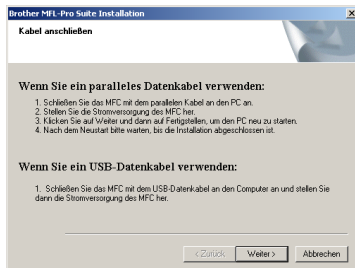 Brother MFL-Pro Suite Installation
Kabel anschließen
Wenn Sie ein paralleles Datenkabel verwenden:
1. Schließen Sie das MFC mit dem parallelen Kabel an den PC an.
2. Stellen Sie die Stromversorgung des MFC her.
3. Klicken Sie auf Weiter und dann auf Fertigstellen, um den PC neu zu starten.
4. Nach dem Neustart bitte warten, bis die Installation abgeschlossen ist.
Wenn Sie ein USB-Datenkabel verwenden:
1. Schließen Sie das MFC mit dem USB-Datenkabel an den Computer an und stellen Sie
dann die Stromversorgung des MFC her.
< Zurück Weiter > Abbrechen